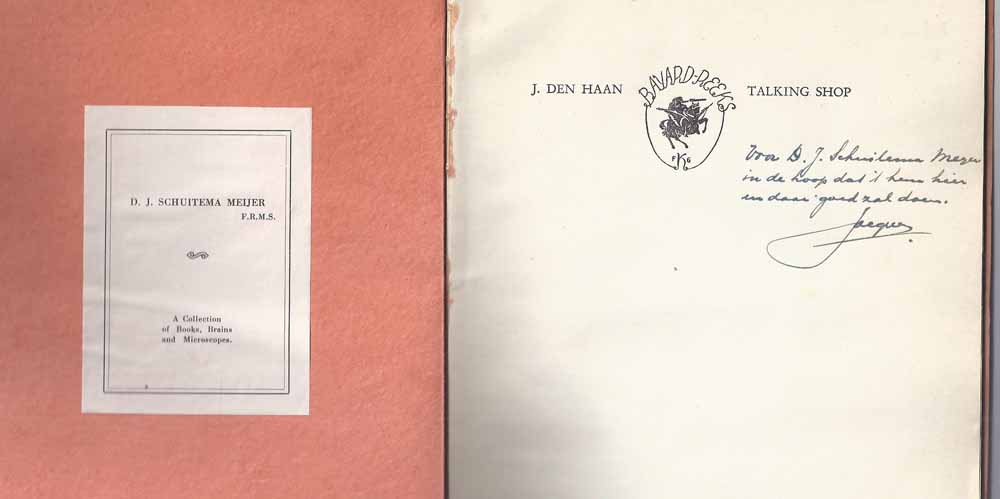 D. J. SCHUITEMA MEIJER
F.R.M.S.
A Collection
of Books, Brains
and Microscopes.
J. DEN HAAN
BAYARD-REEKS
TALKING SHOP
Voor D. J. Schuitema Meyer
in de hoop dat 't hem hier
en daar goed zal doen.
Jacques